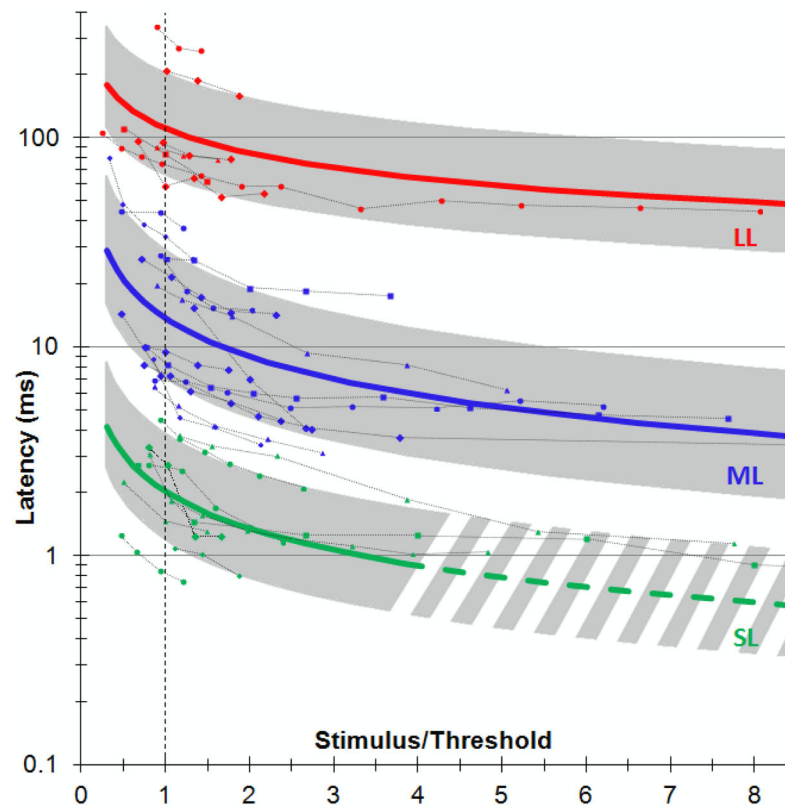 100
LL
10
Latency (ms)
ML
1
SL
Stimulus/Threshold
0.1
0 1 2 3 4 5 6 7 8